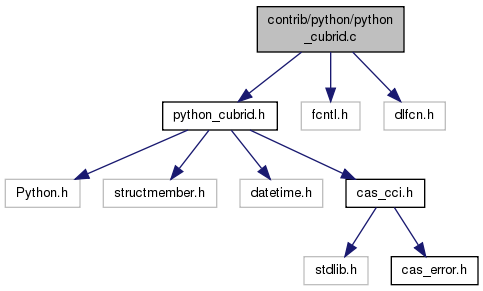 contrib/python/python
_cubrid.c
python_cubrid.h
fcntl.h
dlfcn.h
Python.h
structmember.h
datetime.h
cas_cci.h
stdlib.h
cas_error.h